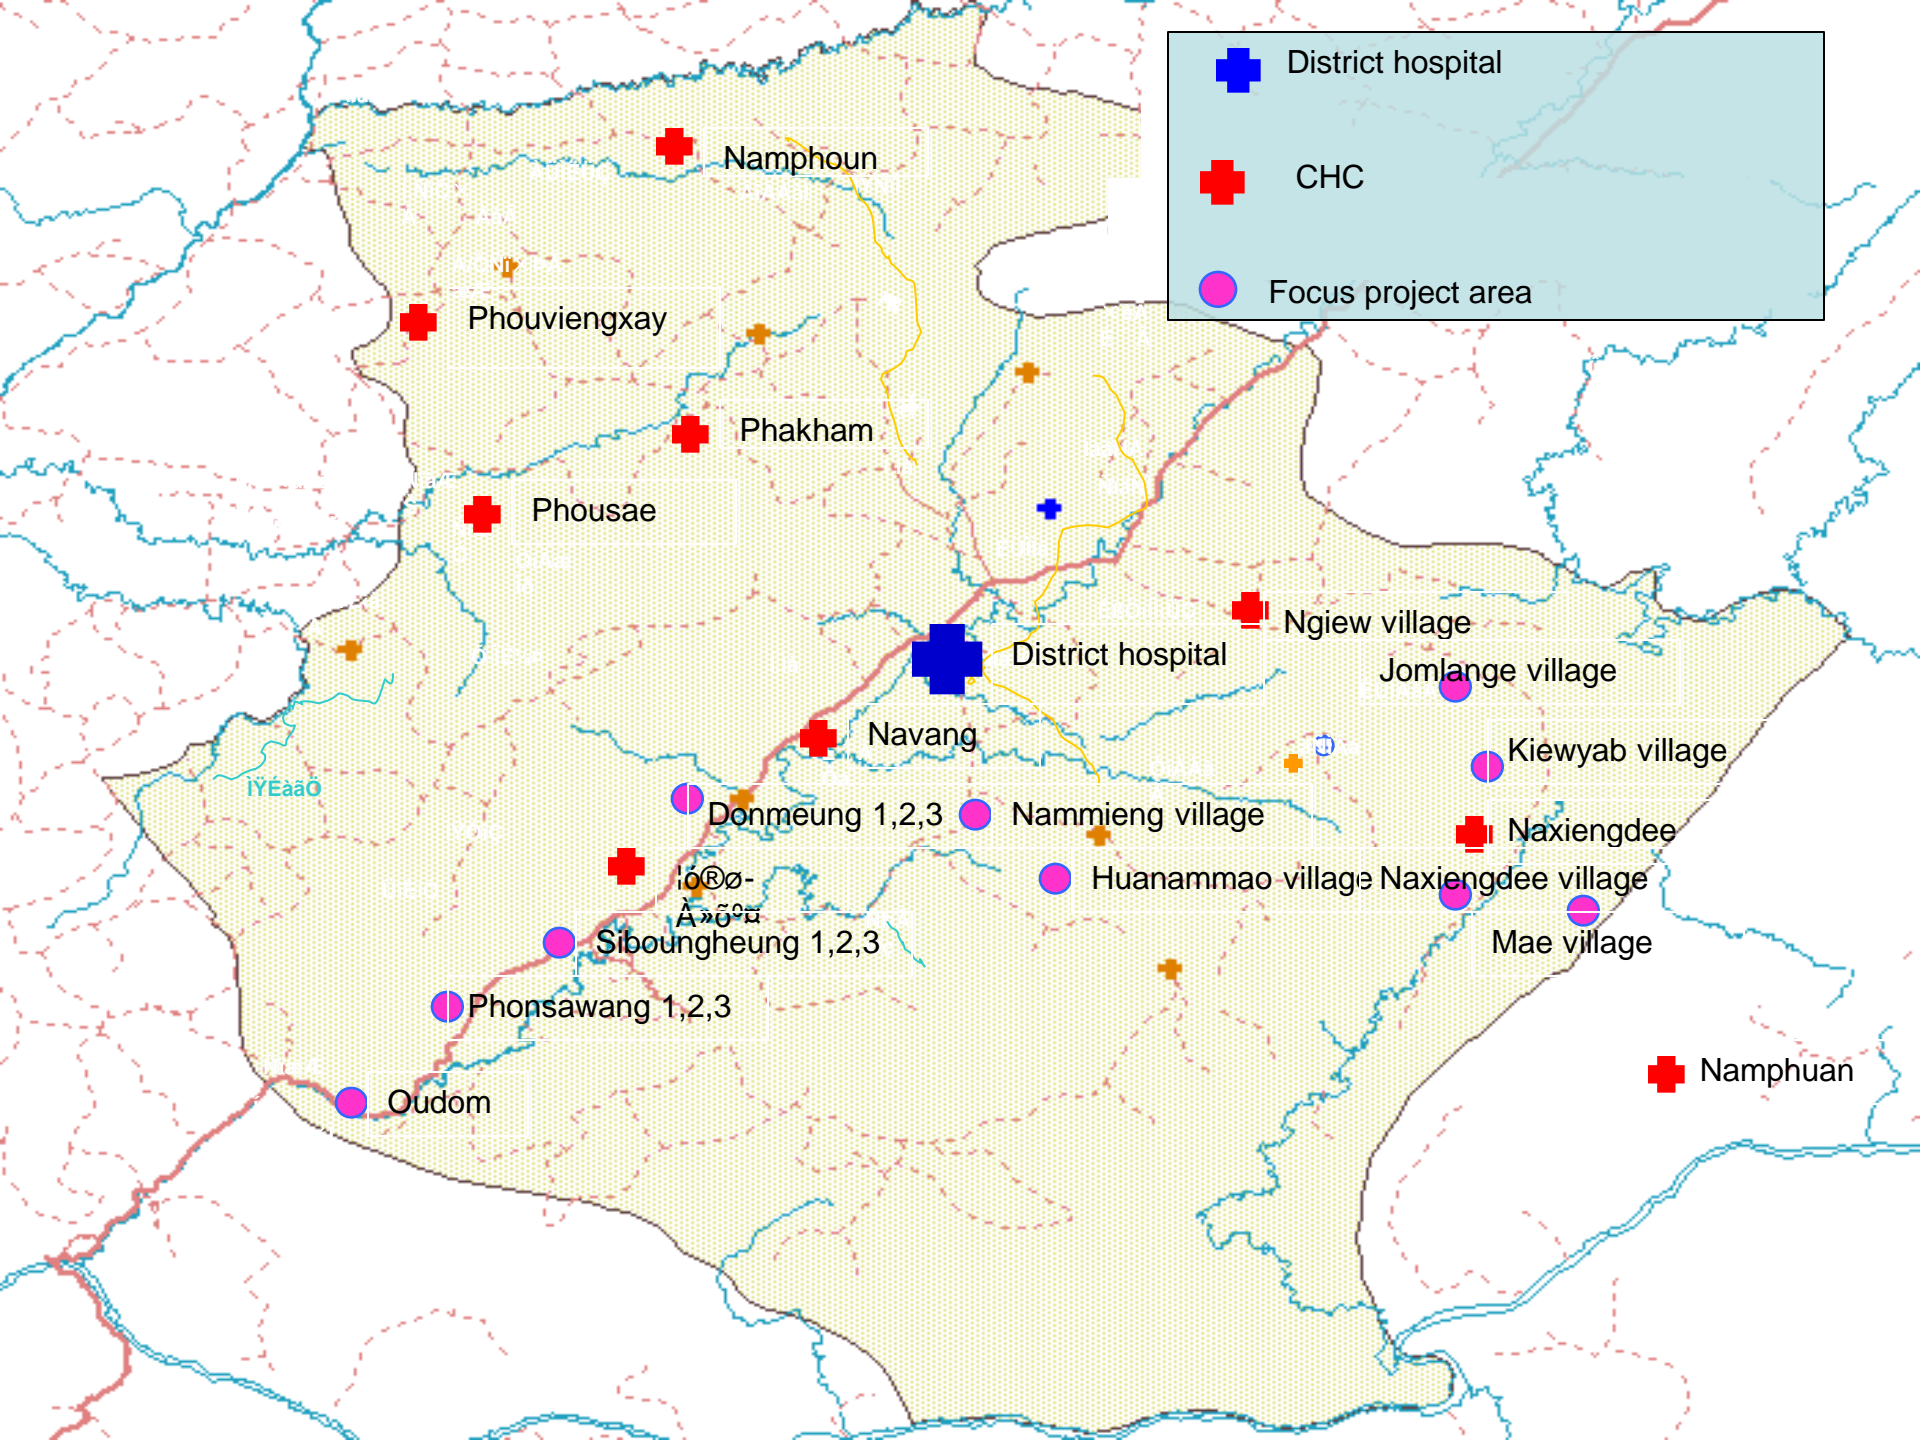 District hospital
CHC
Focus project area
Namphoun
Phouviengxay
Phakham
Phousae
Ngiew village
District hospital
Jomlange village
Navang
Kiewyab village
ÌŸÉàãÕ
Donmeung 1,2,3
Nammieng village
Naxiengdee
¦ó®ø-
À»õº¤
Huanammao village
Naxiengdee village
Siboungheung 1,2,3
Mae village
Phonsawang 1,2,3
Namphuan
Oudom